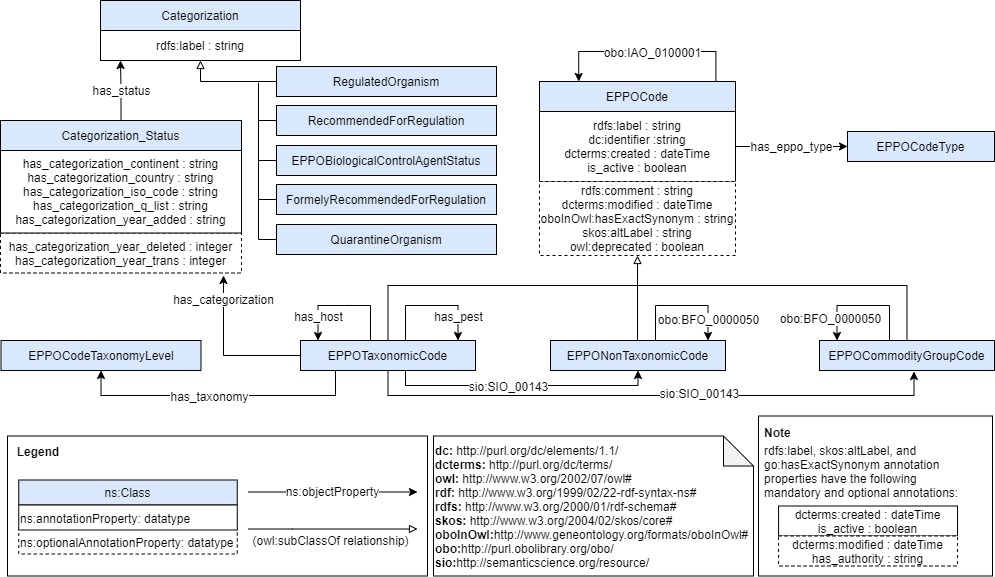 Categorization
rdfs:label : string
has_status
RegulatedOrganism
RecommendedForRegulation
EPPOBiologicalControlAgentStatus
FormelyRecommendedForRegulation
QuarantineOrganism
Categorization_Status
has_categorization_continent : string
has_categorization_country : string
has_categorization_iso_code : string
has_categorization_q_list : string
has_categorization_year_added : string
has_categorization_year_deleted : integer
has_categorization_year_trans : integer
has_categorization
obo:IAO_0100001
EPPOCode
rdfs:label : string
dc:identifier :string
dcterms:created : dateTime
is_active : boolean
rdfs:comment : string
dcterms:modified : dateTime
oboInOwl:hasExactSynonym : string
skos:altLabel : string
owl:deprecated : boolean
has_eppo_type
EPPOCodeType
has_host
has_pest
obo:BFO_0000050
obo:BFO_0000050
EPPOCodeTaxonomyLevel
EPPOTaxonomicCode
EPPONonTaxonomicCode
EPPOCommodityGroupCode
has_taxonomy
sio:SIO_00143
sio:SIO_00143
Legend
ns:Class
ns:annotationProperty: datatype
ns:optionalAnnotationProperty: datatype
ns:objectProperty
(owl:subClassOf relationship)
dc: http://purl.org/dc/elements/1.1/
dcterms: http://purl.org/dc/terms/
owl: http://www.w3.org/2002/07/owl#
rdf: http://www.w3.org/1999/02/22-rdf-syntax-ns#
rdfs: http://www.w3.org/2000/01/rdf-schema#
skos: http://www.w3.org/2004/02/skos/core#
oboInOwl:http://www.geneontology.org/formats/oboInOwl#
obo:http://purl.obolibrary.org/obo/
sio:http://semanticscience.org/resource/
Note
rdfs:label, skos:altLabel, and
go:hasExactSynonym annotation
properties have the following
mandatory and optional annotations:
dcterms:created : dateTime
is_active : boolean
dcterms:modified : dateTime
has_authority : string